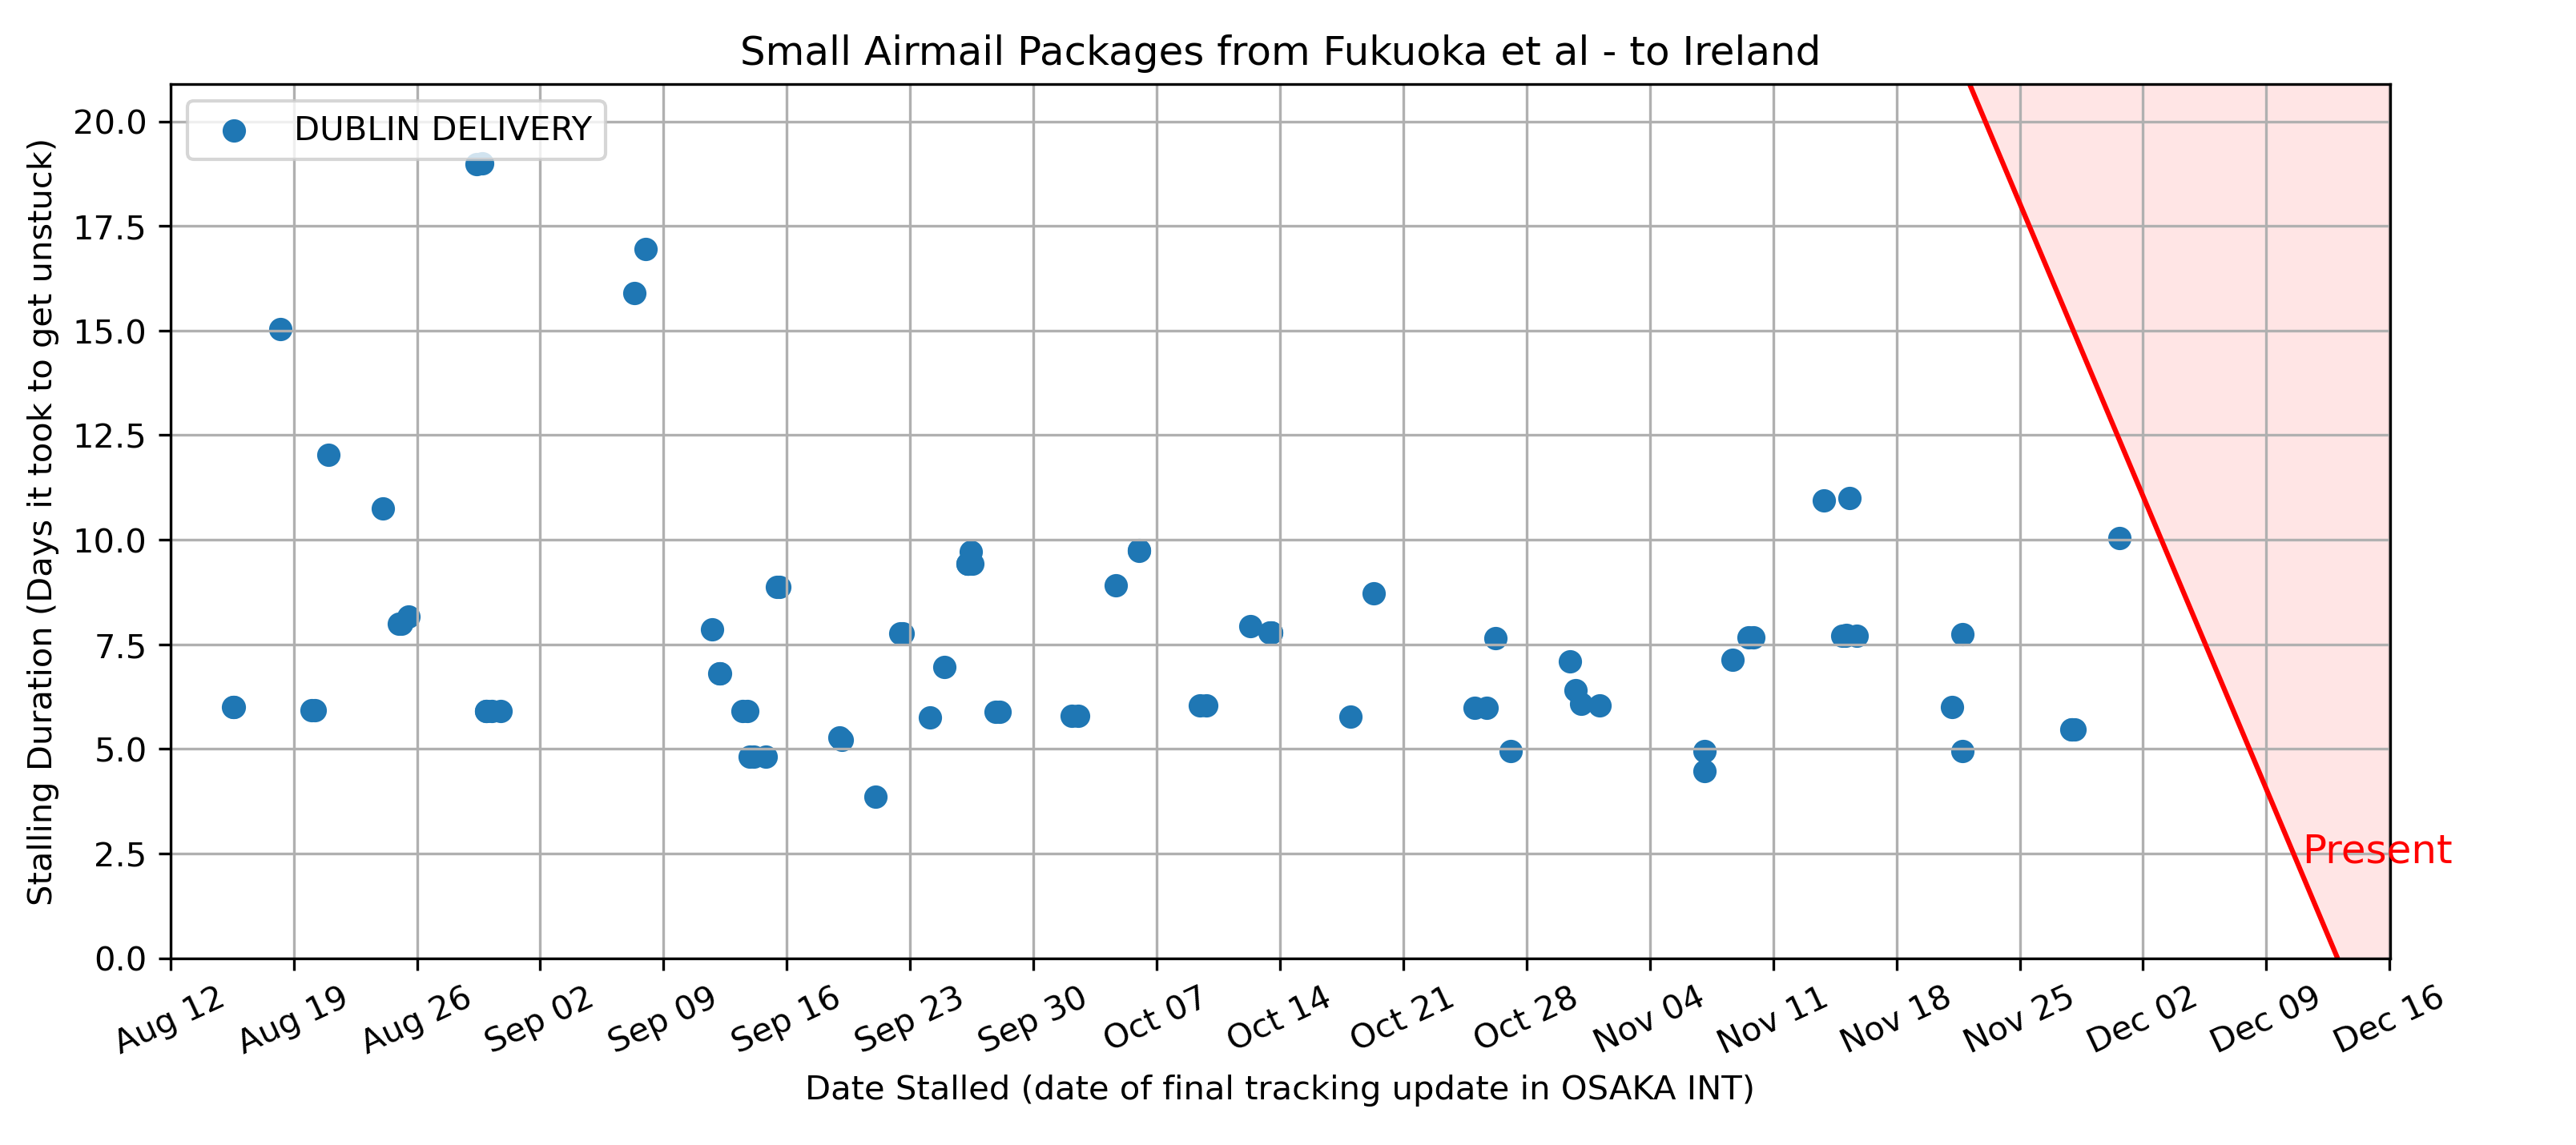 Small Airmail Packages from Fukuoka et al - to Ireland
DUBLIN DELIVERY
Stalling Duration (Days it took to get unstuck)
20.0
17.5
15.0
12.5
10.0
7.5
5.0
2.5
0.0
Present
Aug 12
Aug 19
Aug 26
Sep 02
Sep 09
Sep 16
Sep 23
Sep 30
Oct 07
Oct 14
Oct 21
Oct 28
Nov 04
Nov 11
Nov 18
Nov 25
Dec 02
Dec 09
Dec 16
Date Stalled (date of final tracking update in OSAKA INT)